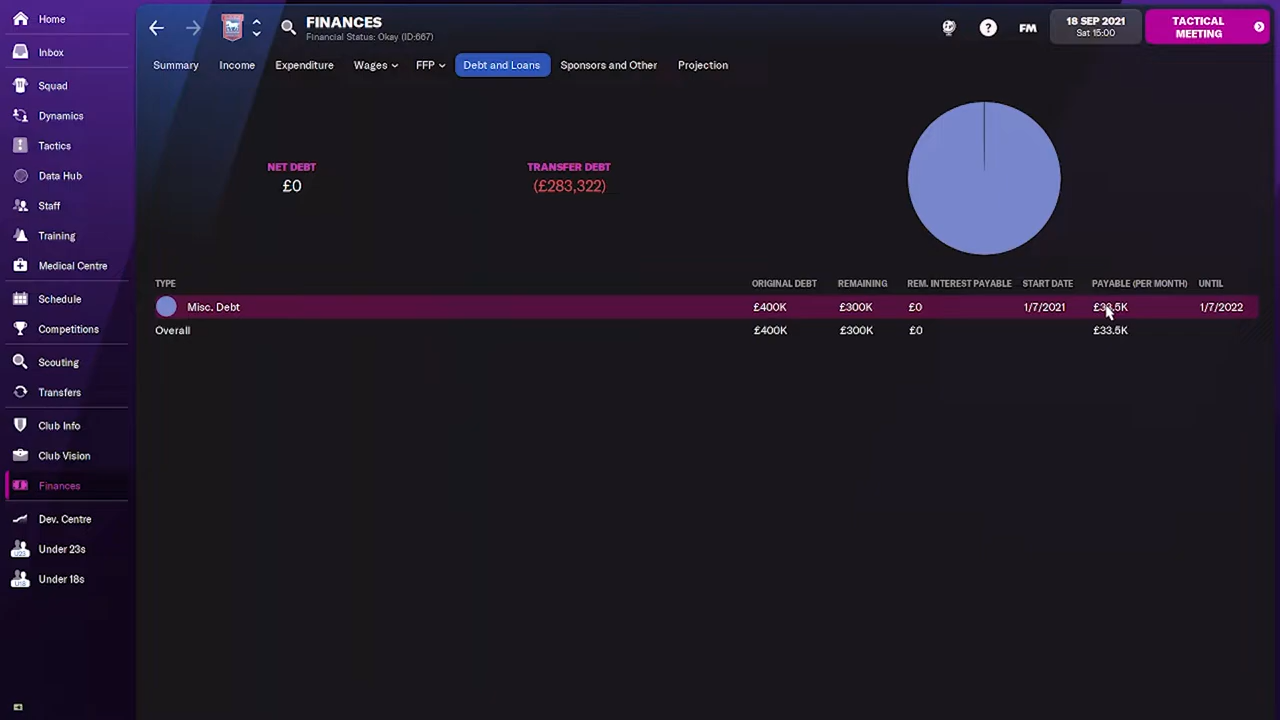 Home
Inbox
Squad
Dynamics
Tactics
Data Hub
Staff
Training
Medical Centre
Schedule
Competitions
Scouting
Transfers
Club Info
Club Vision
Finances
Dev. Centre
Under 23s
Under 18s
FINANCES
Financial Status: Okay (ID:667)
FM
18 SEP 2021
Sat 15:00
TACTICAL
MEETING
Summary Income Expenditure Wages FFP Debt and Loans Sponsors and Other Projection
NET DEBT
£0
TRANSFER DEBT
(£283,322)
TYPE ORIGINAL DEBT REMAINING REM. INTEREST PAYABLE START DATE PAYABLE (PER MONTH) UNTIL
Misc. Debt £400K £300K £0 1/7/2021 £33.5K 1/7/2022
Overall £400K £300K £0 £33.5K